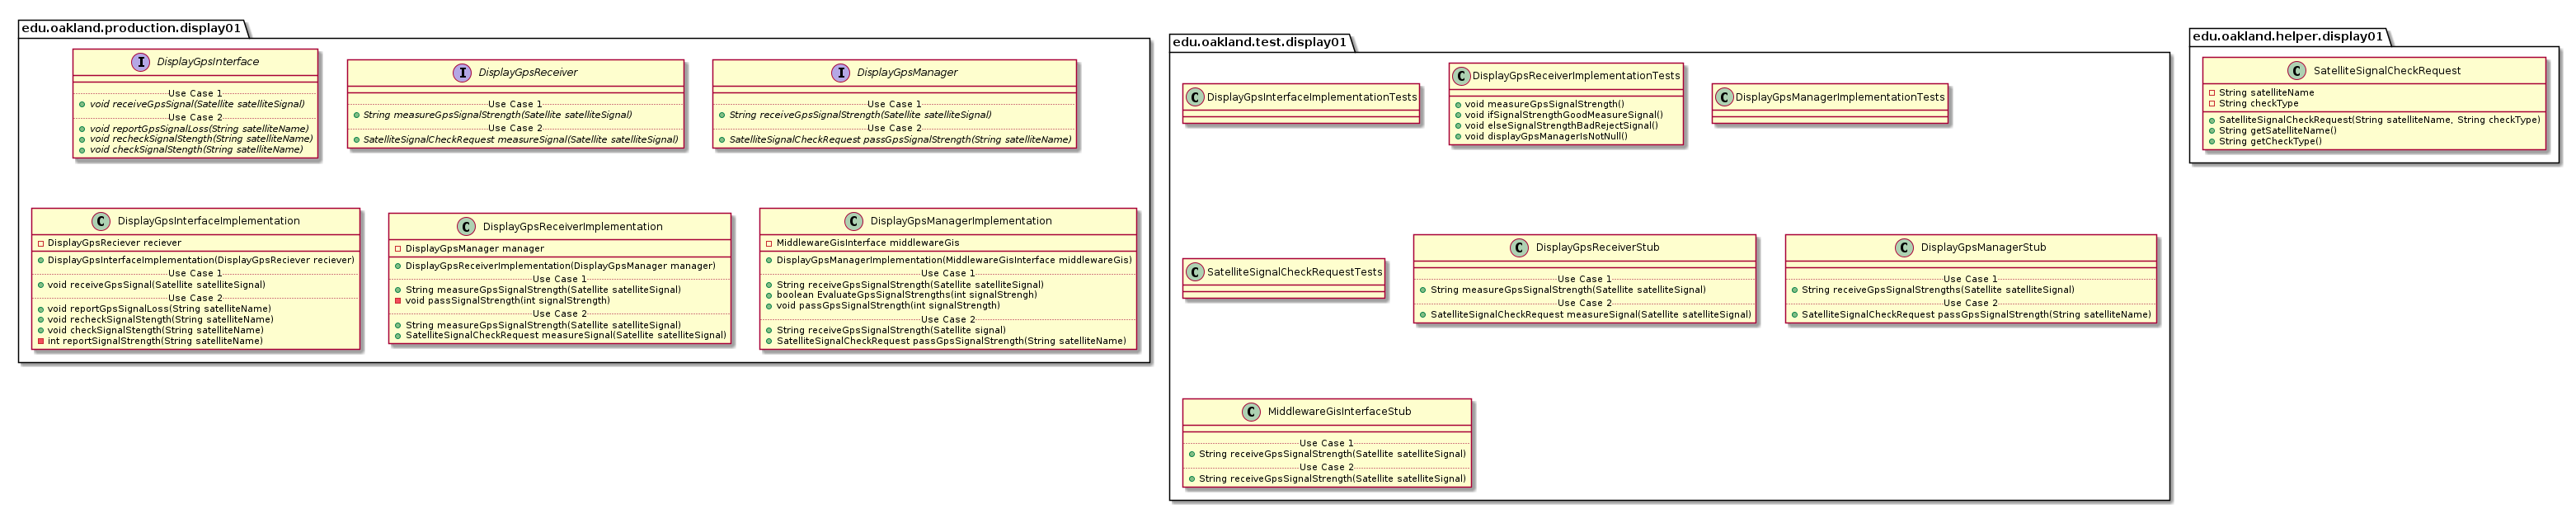 edu.oakland.production.display01
I DisplayGpsInterface
Use Case 1
void receiveGpsSignal(Satellite satelliteSignal)
Use Case 2
void reportGpsSignalLoss(String satelliteName)
void recheckSignalStength(String satelliteName)
void checkSignalStength(String satelliteName)
I DisplayGpsReceiver
Use Case 1
String measureGpsSignalStrength(Satellite satelliteSignal)
Use Case 2
SatelliteSignalCheckRequest measureSignal(Satellite satelliteSignal)
I DisplayGpsManager
Use Case 1
String receiveGpsSignalStrength(Satellite satelliteSignal)
Use Case 2
SatelliteSignalCheckRequest passGpsSignalStrength(String satelliteName)
C DisplayGpsInterfaceImplementation
DisplayGpsReciever reciever
DisplayGpsInterfaceImplementation(DisplayGpsReciever reciever)
Use Case 1
void receiveGpsSignal(Satellite satelliteSignal)
Use Case 2
void reportGpsSignalLoss(String satelliteName)
void recheckSignalStength(String satelliteName)
void checkSignalStength(String satelliteName)
int reportSignalStrength(String satelliteName)
C DisplayGpsReceiverImplementation
DisplayGpsManager manager
DisplayGpsReceiverImplementation(DisplayGpsManager manager)
Use Case 1
String measureGpsSignalStrength(Satellite satelliteSignal)
void passSignalStrength(int signalStrength)
Use Case 2
String measureGpsSignalStrength(Satellite satelliteSignal)
SatelliteSignalCheckRequest measureSignal(Satellite satelliteSignal)
C DisplayGpsManagerImplementation
MiddlewareGisInterface middlewareGis
DisplayGpsManagerImplementation(MiddlewareGisInterface middlewareGis)
Use Case 1
String receiveGpsSignalStrength(Satellite satelliteSignal)
boolean EvaluateGpsSignalStrengths(int signalStrengh)
void passGpsSignalStrength(int signalStrength)
Use Case 2
String receiveGpsSignalStrength(Satellite signal)
SatelliteSignalCheckRequest passGpsSignalStrength(String satelliteName)
edu.oakland.test.display01
C DisplayGpsInterfaceImplementationTests
C DisplayGpsReceiverImplementationTests
void measureGpsSignalStrength()
void ifSignalStrengthGoodMeasureSignal()
void elseSignalStrengthBadRejectSignal()
void displayGpsManagerIsNotNull()
C DisplayGpsManagerImplementationTests
C SatelliteSignalCheckRequestTests
C DisplayGpsReceiverStub
Use Case 1
String measureGpsSignalStrength(Satellite satelliteSignal)
Use Case 2
SatelliteSignalCheckRequest measureSignal(Satellite satelliteSignal)
C DisplayGpsManagerStub
Use Case 1
String receiveGpsSignalStrengths(Satellite satelliteSignal)
Use Case 2
SatelliteSignalCheckRequest passGpsSignalStrength(String satelliteName)
C MiddlewareGisInterfaceStub
Use Case 1
String receiveGpsSignalStrength(Satellite satelliteSignal)
Use Case 2
String receiveGpsSignalStrength(Satellite satelliteSignal)
edu.oakland.helper.display01
C SatelliteSignalCheckRequest
String satelliteName
String checkType
SatelliteSignalCheckRequest(String satelliteName, String checkType)
String getSatelliteName()
String getCheckType()